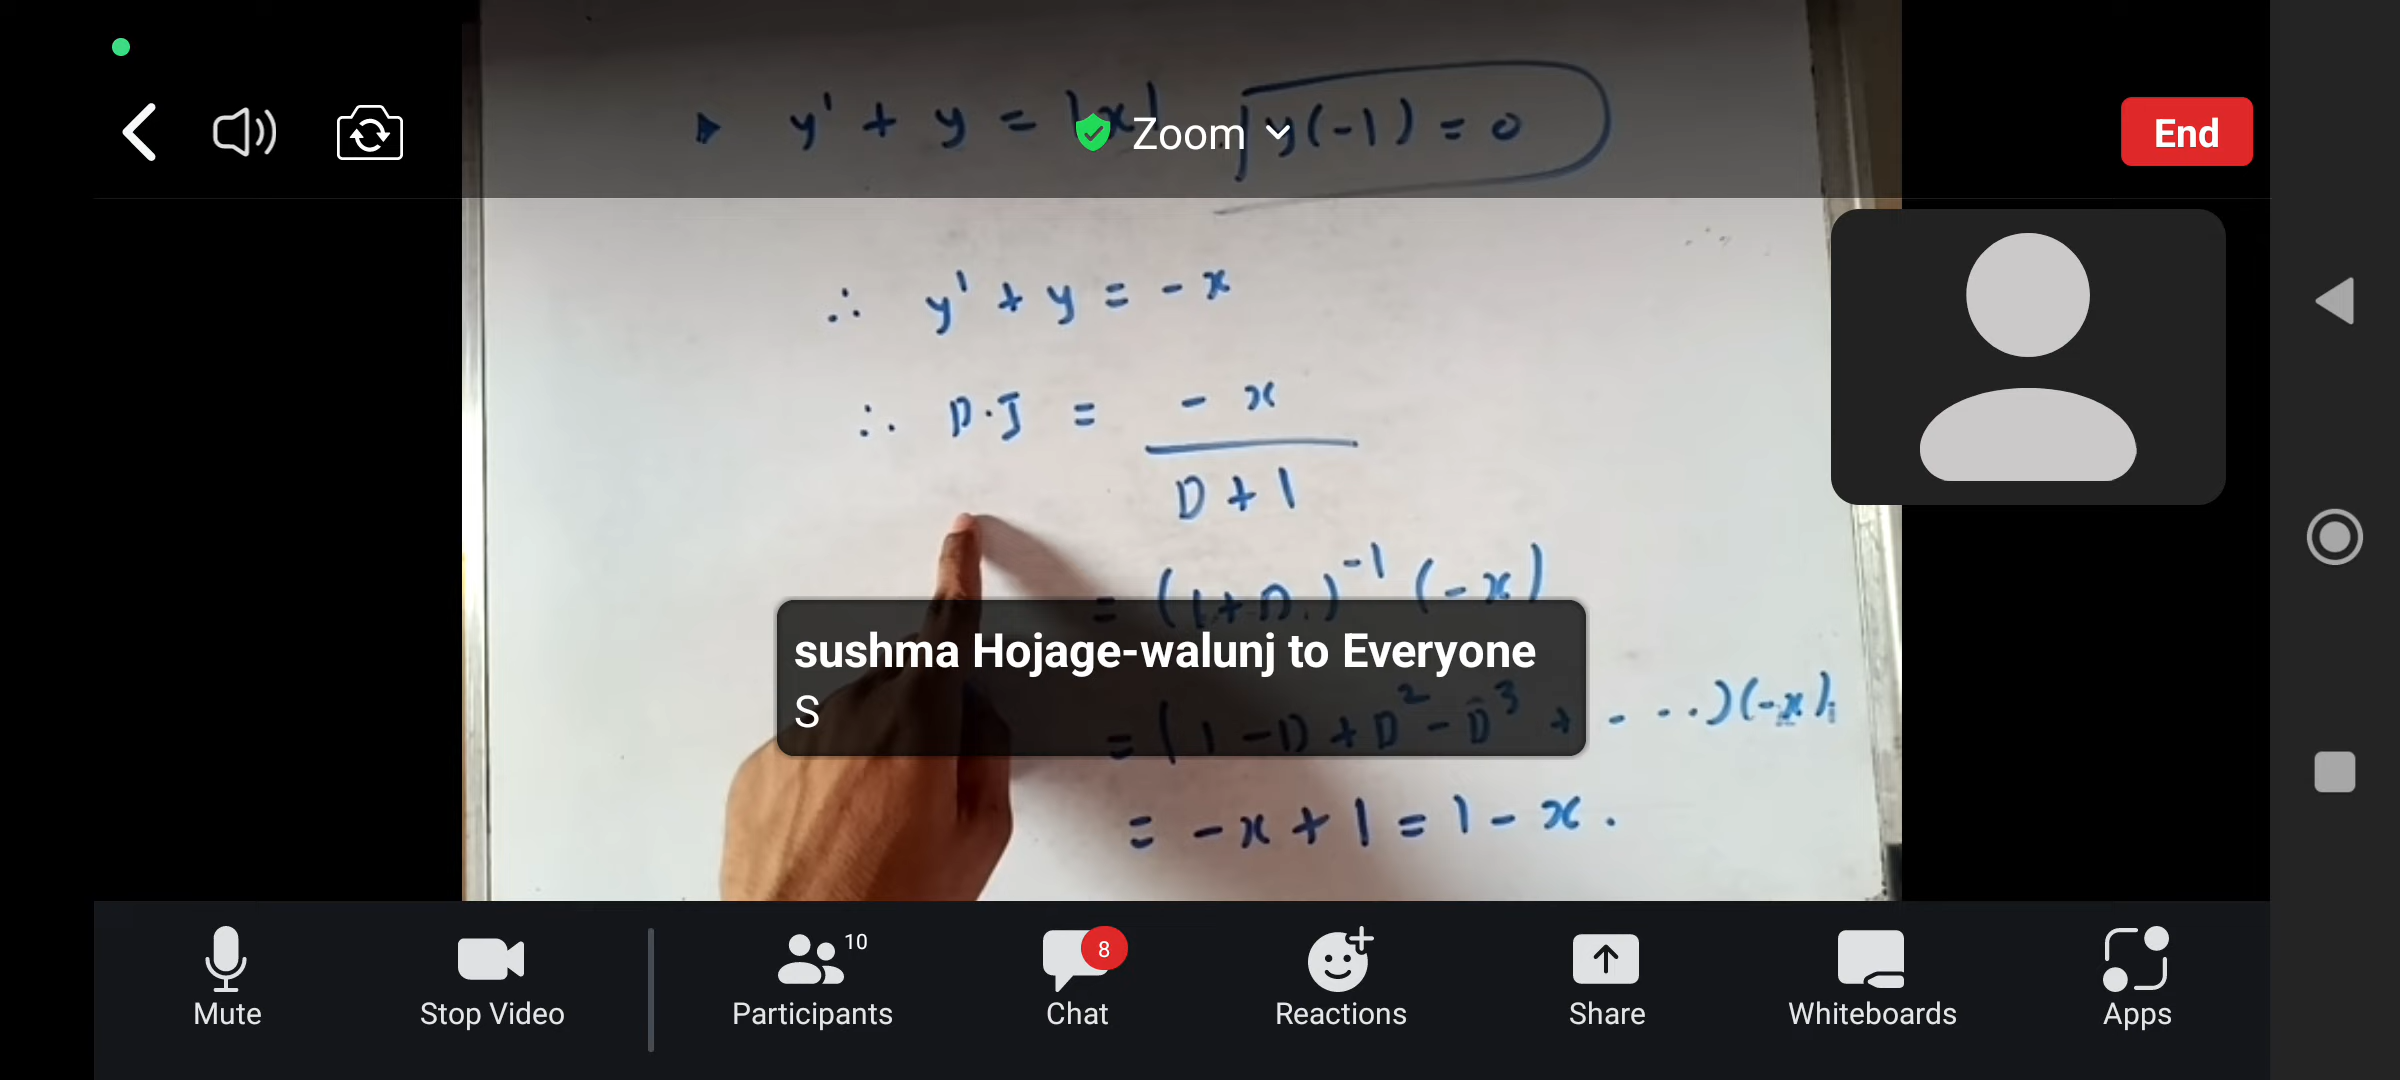 y' + y = |x| y(-1) = 0
Zoom
End
∴ y' + y = - x
∴ P.I = - x / D + 1
= (1+D)⁻¹ (-x)
sushma Hojage-walunj to Everyone
S
= (1 - D + D² - D³ + - - ..)(-x)
= - x + 1 = 1 - x .
10
8
Mute
Stop Video
Participants
Chat
Reactions
Share
Whiteboards
Apps